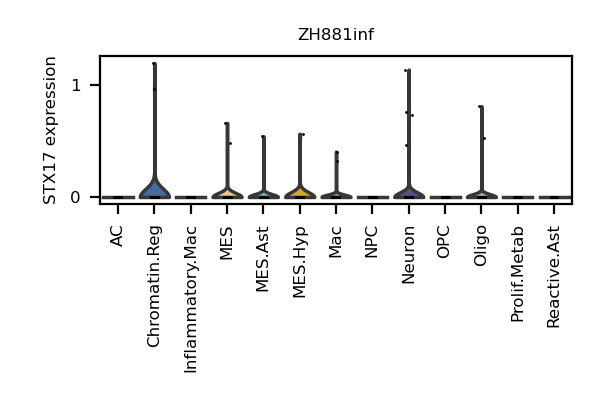 ZH881inf
STX17 expression
1
0
AC
Chromatin.Reg
Inflammatory.Mac
MES
MES.Ast
MES.Hyp
Mac
NPC
Neuron
OPC
Oligo
Prolif.Metab
Reactive.Ast